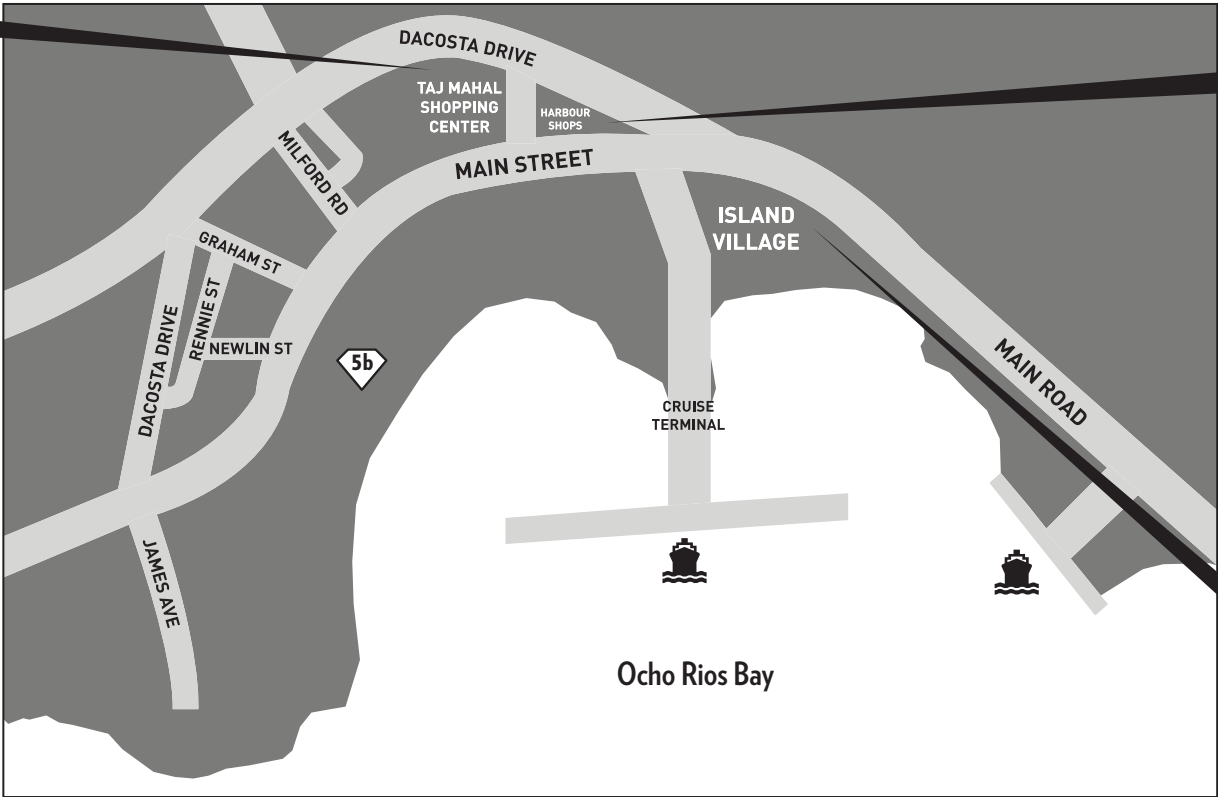 DACOSTA DRIVE
TAJ MAHAL
SHOPPING
CENTER
HARBOUR
SHOPS
MILFORD RD
MAIN STREET
ISLAND
VILLAGE
GRAHAM ST
RENNIE ST
DACOSTA DRIVE
NEWLIN ST
5b
MAIN ROAD
CRUISE
TERMINAL
JAMES AVE
Ocho Rios Bay